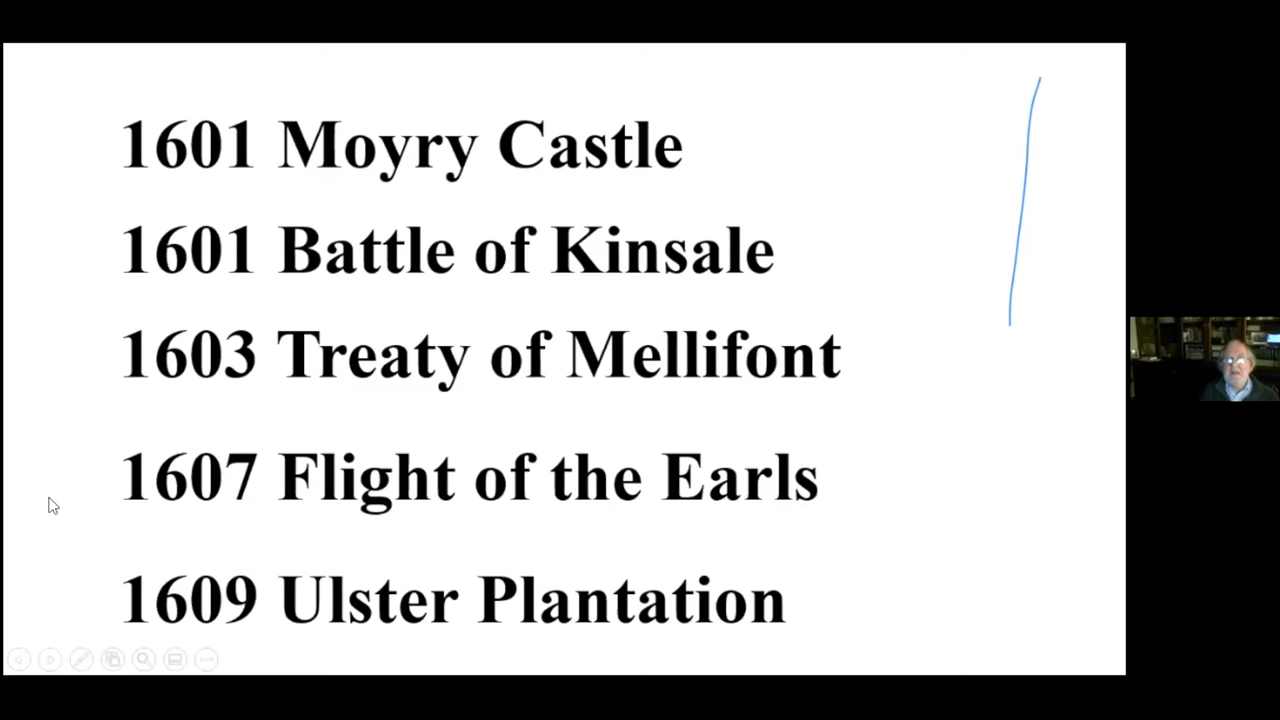 1601 Moyry Castle
1601 Battle of Kinsale
1603 Treaty of Mellifont
1607 Flight of the Earls
1609 Ulster Plantation